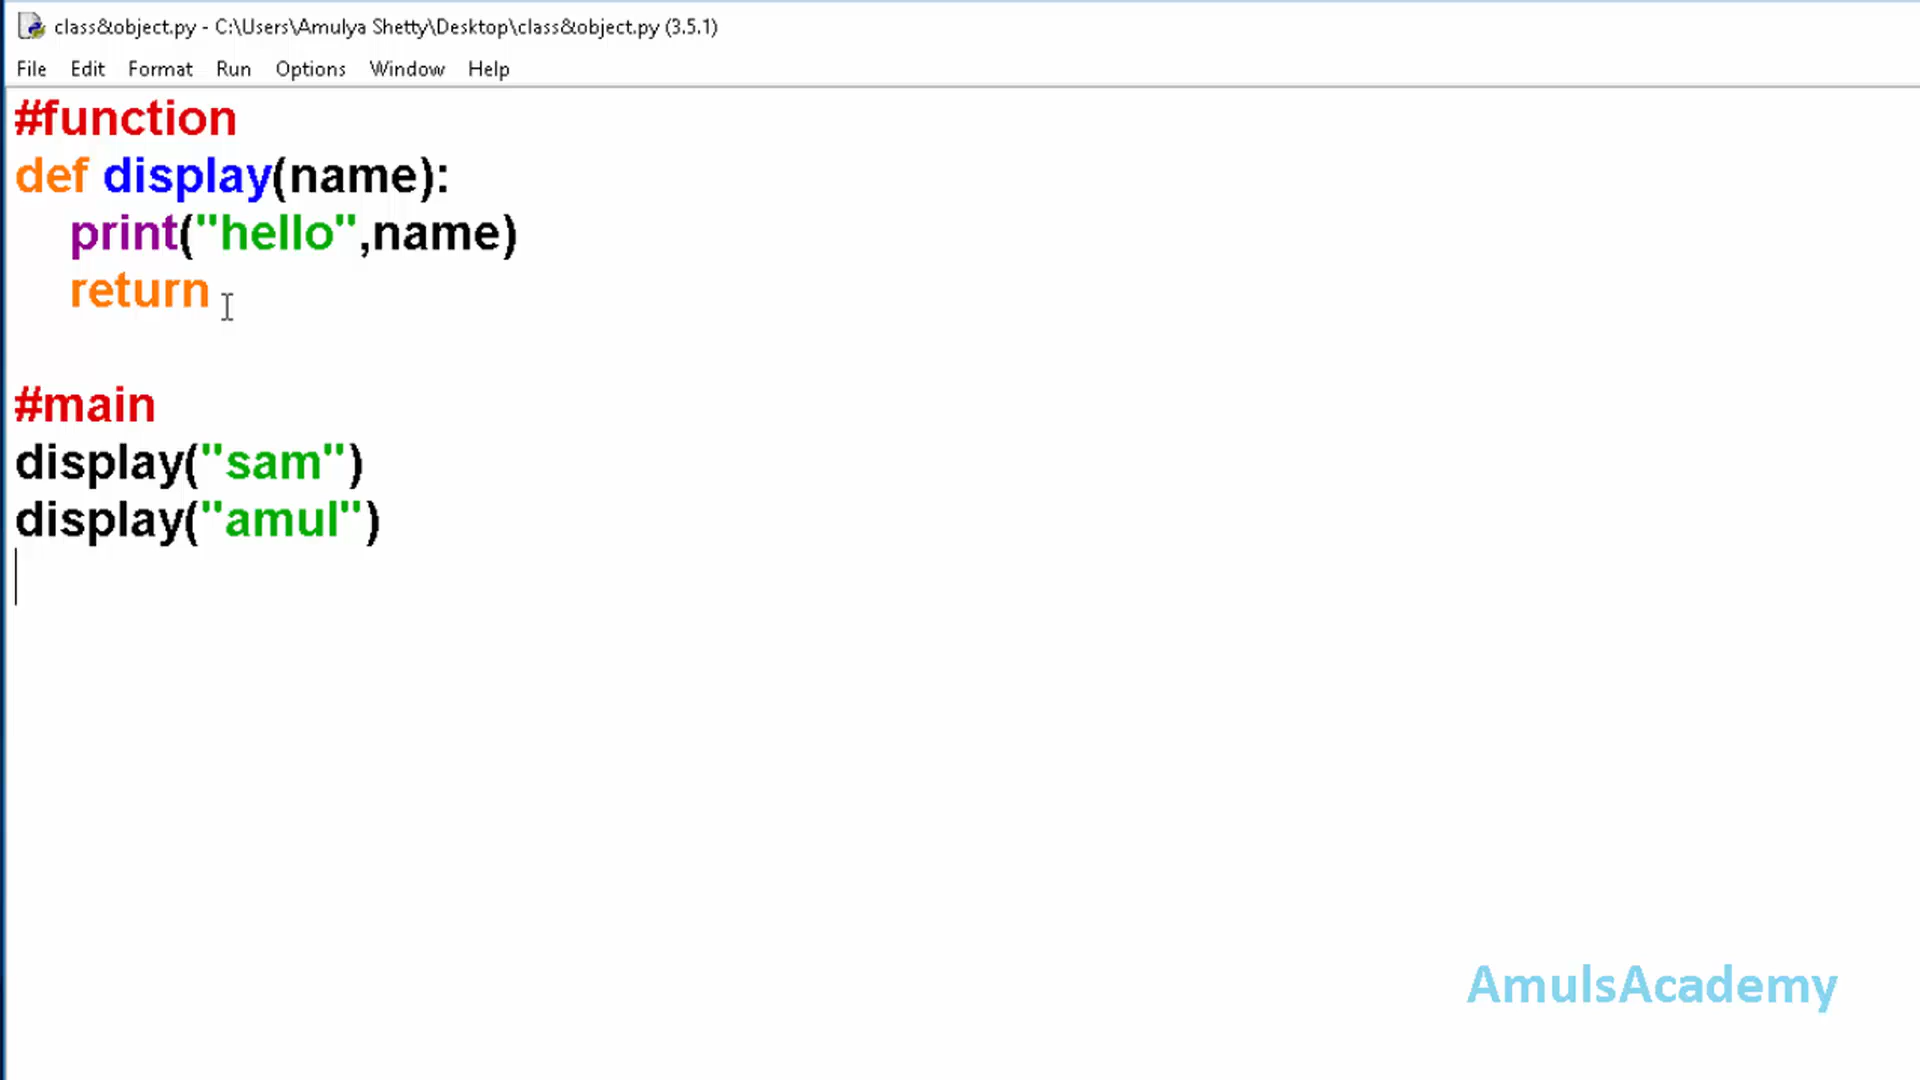 class&object.py - C:\Users\Amulya Shetty\Desktop\class&object.py (3.5.1)
File Edit Format Run Options Window Help
#function
def display(name):
    print("hello",name)
    return
#main
display("sam")
display("amul")
AmulsAcademy